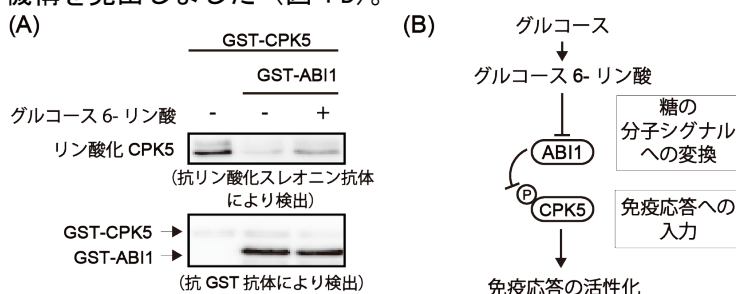 機構を見出しました（図4 B)。
(A)
GST-CPK5
GST-ABI1
グルコース 6- リン酸 - - +
リン酸化 CPK5
(抗リン酸化スレオニン抗体
により検出)
GST-CPK5
GST-ABI1
(抗 GST 抗体により検出)
(B)
グルコース
グルコース 6- リン酸
ABI1
P
CPK5
免疫応答の活性化
糖の
分子シグナル
への変換
免疫応答への
入力